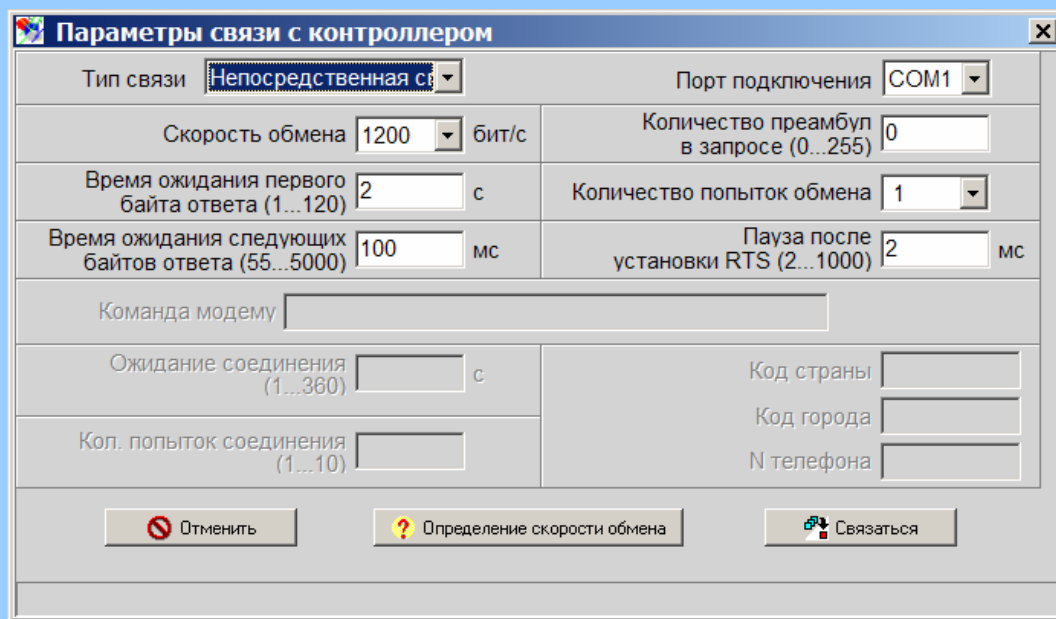 Параметры связи с контроллером
Тип связи Непосредственная Порт подключения COM1
Скорость обмена 1200 бит/с
Количество преамбул
в запросе (0...255) 0
Время ожидания первого
байта ответа (1...120) 2 с
Количество попыток обмена 1
Время ожидания следующих
байтов ответа (55...5000) 100 мс
Пауза после
установки RTS (2...1000) 2 мс
Команда модему
Ожидание соединения
(1...360) с
Код страны
Код города
Кол. попыток соединения
(1...10)
N телефона
Отменить
? Определение скорости обмена
Связаться